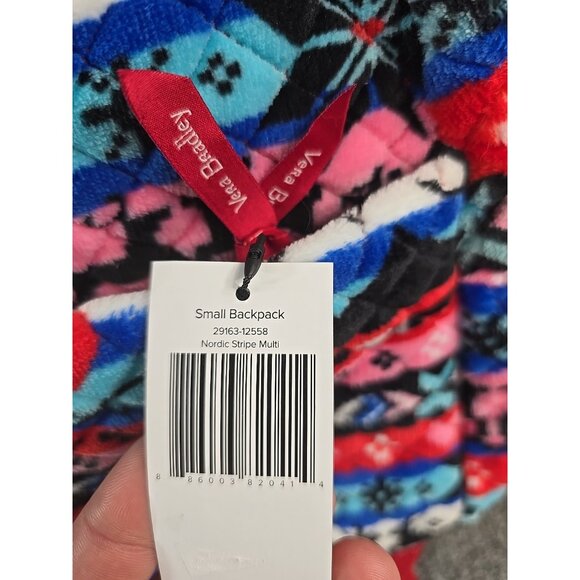 Vera Bradley
Vera B
Small Backpack
29163-12558
Nordic Stripe Multi
8 86003 82041 4